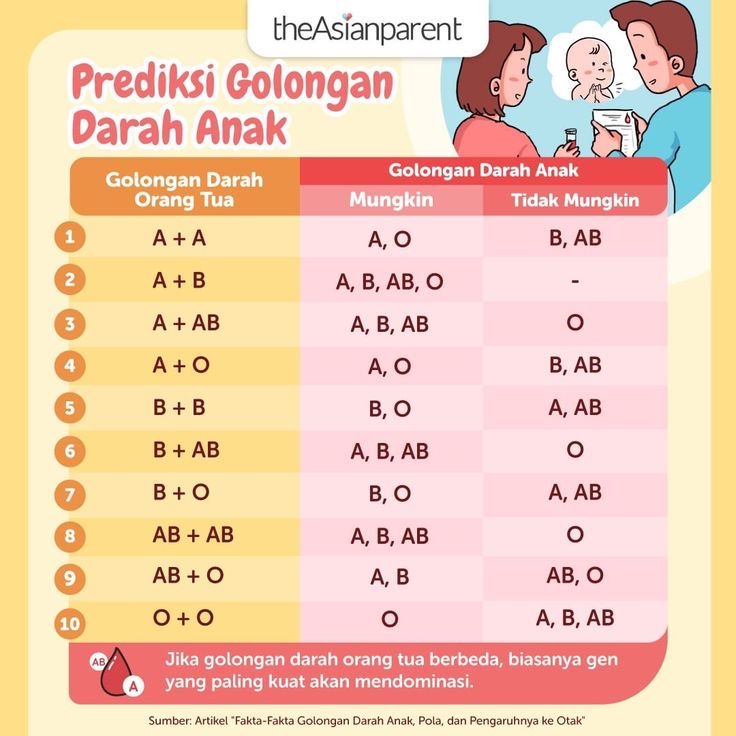 theAsianparent
Prediksi Golongan
Darah Anak
Golongan Darah
Orang Tua
Golongan Darah Anak
Mungkin
Tidak Mungkin
1 A + A A, O B, AB
2 A + B A, B, AB, O -
3 A + AB A, B, AB O
4 A + O A, O B, AB
5 B + B B, O A, AB
6 B + AB A, B, AB O
7 B + O B, O A, AB
8 AB + AB A, B, AB O
9 AB + O A, B AB, O
10 O + O O A, B, AB
AB
A
Jika golongan darah orang tua berbeda, biasanya gen
yang paling kuat akan mendominasi.
Sumber: Artikel "Fakta-Fakta Golongan Darah Anak, Pola, dan Pengaruhnya ke Otak"